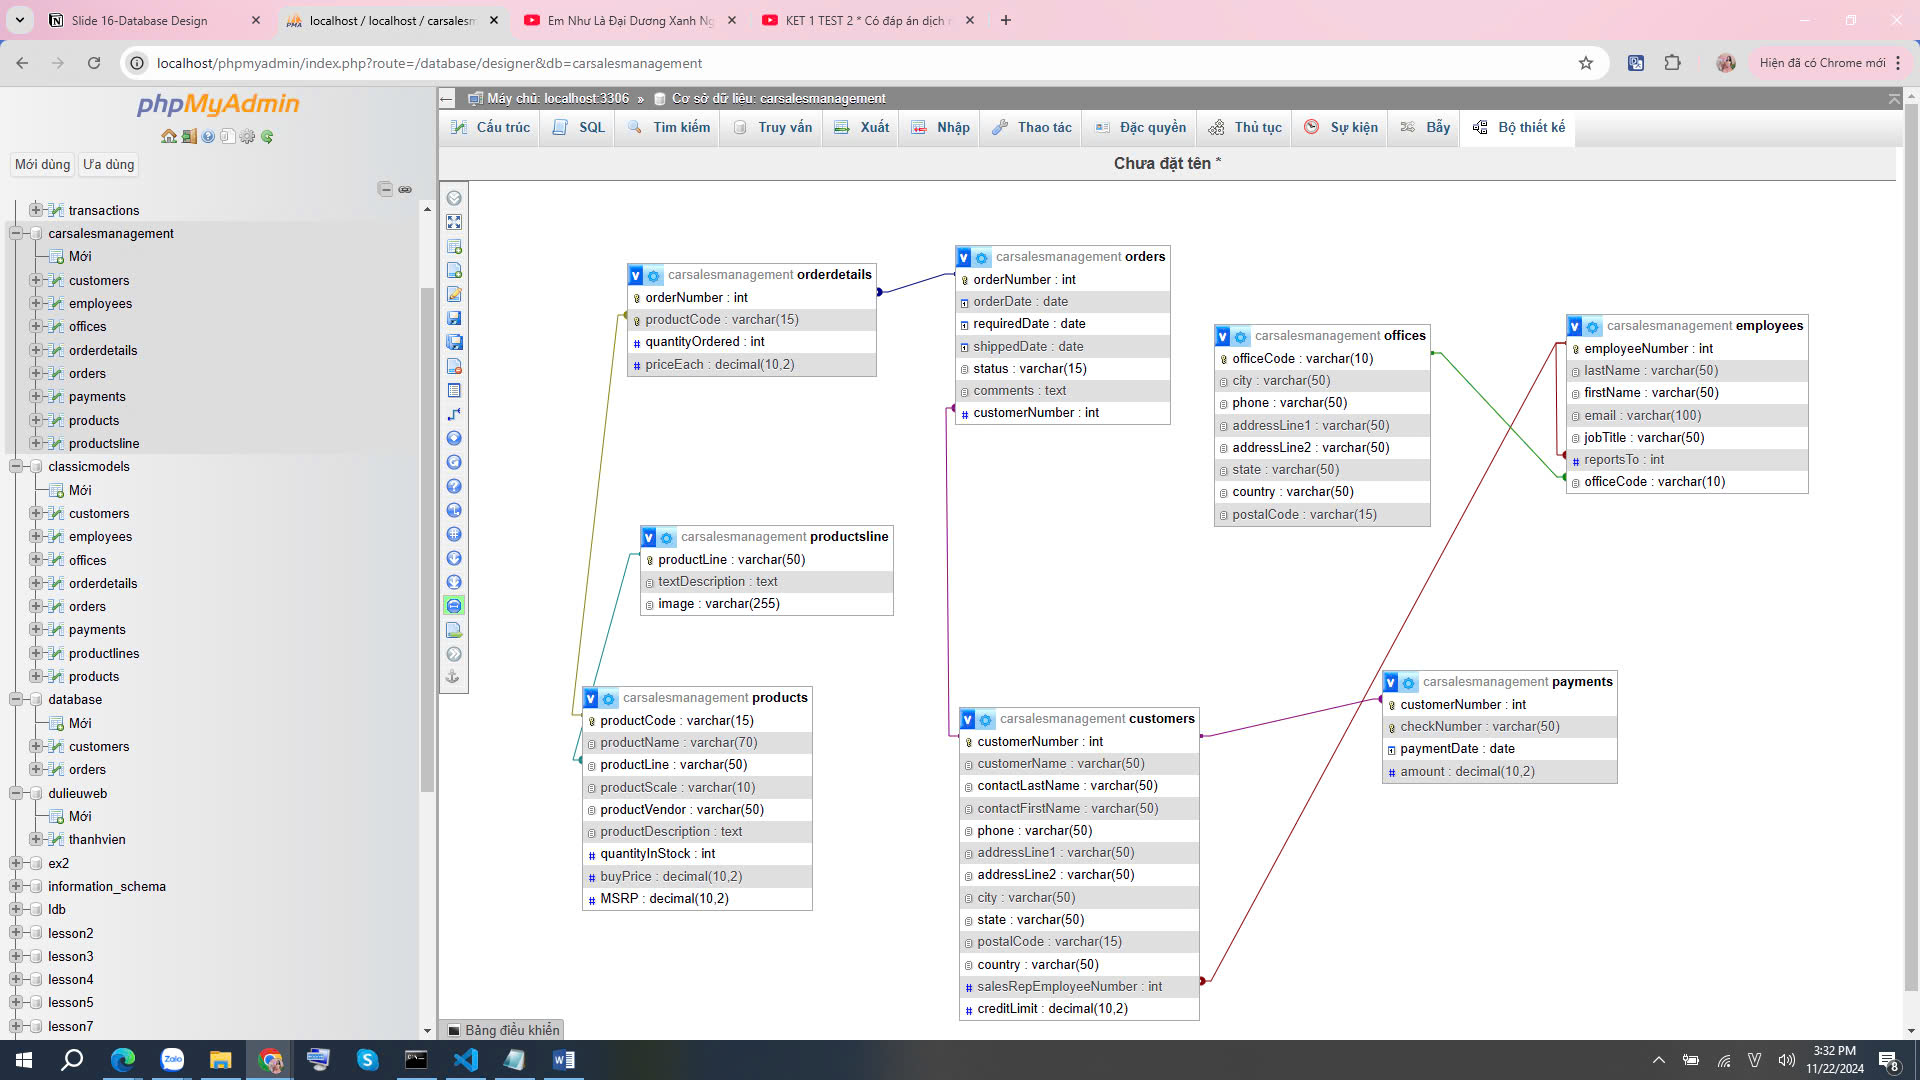 Slide 16-Database Design
localhost / localhost / carsalesm
Em Như Là Đại Dương Xanh Ng
KET 1 TEST 2 * Có đáp án dịch
localhost/phpmyadmin/index.php?route=/database/designer&db=carsalesmanagement
Hiện đã có Chrome mới
phpMyAdmin
Mới dùng
Ưa dùng
transactions
carsalesmanagement
Mới
customers
employees
offices
orderdetails
orders
payments
products
productsline
classicmodels
Mới
customers
employees
offices
orderdetails
orders
payments
productlines
products
database
Mới
customers
orders
dulieuweb
Mới
thanhvien
ex2
information_schema
ldb
lesson2
lesson3
lesson4
lesson5
lesson7
Máy chủ: localhost:3306 » Cơ sở dữ liệu: carsalesmanagement
Cấu trúc
SQL
Tìm kiếm
Truy vấn
Xuất
Nhập
Thao tác
Đặc quyền
Thủ tục
Sự kiện
Bẫy
Bộ thiết kế
Chưa đặt tên *
carsalesmanagement orderdetails
orderNumber : int
productCode : varchar(15)
quantityOrdered : int
priceEach : decimal(10,2)
carsalesmanagement orders
orderNumber : int
orderDate : date
requiredDate : date
shippedDate : date
status : varchar(15)
comments : text
customerNumber : int
carsalesmanagement offices
officeCode : varchar(10)
city : varchar(50)
phone : varchar(50)
addressLine1 : varchar(50)
addressLine2 : varchar(50)
state : varchar(50)
country : varchar(50)
postalCode : varchar(15)
carsalesmanagement employees
employeeNumber : int
lastName : varchar(50)
firstName : varchar(50)
email : varchar(100)
jobTitle : varchar(50)
reportsTo : int
officeCode : varchar(10)
carsalesmanagement productsline
productLine : varchar(50)
textDescription : text
image : varchar(255)
carsalesmanagement products
productCode : varchar(15)
productName : varchar(70)
productLine : varchar(50)
productScale : varchar(10)
productVendor : varchar(50)
productDescription : text
quantityInStock : int
buyPrice : decimal(10,2)
MSRP : decimal(10,2)
carsalesmanagement customers
customerNumber : int
customerName : varchar(50)
contactLastName : varchar(50)
contactFirstName : varchar(50)
phone : varchar(50)
addressLine1 : varchar(50)
addressLine2 : varchar(50)
city : varchar(50)
state : varchar(50)
postalCode : varchar(15)
country : varchar(50)
salesRepEmployeeNumber : int
creditLimit : decimal(10,2)
carsalesmanagement payments
customerNumber : int
checkNumber : varchar(50)
paymentDate : date
amount : decimal(10,2)
Bảng điều khiển
Zalo
3:32 PM
11/22/2024
8